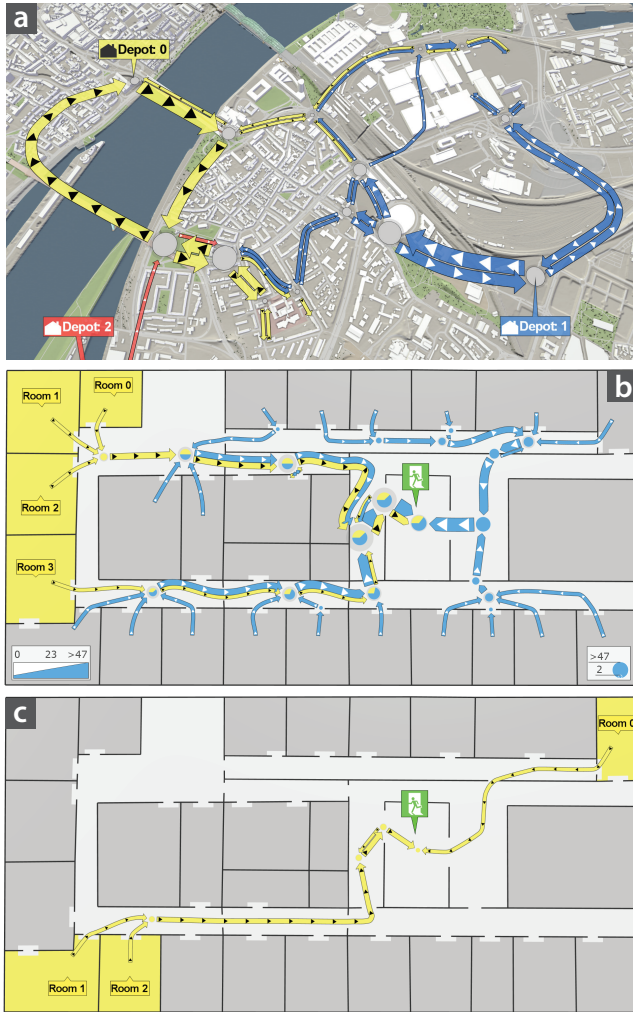 a
Depot 0
Depot 2
Depot 1
b
Room 1
Room 0
Room 2
Room 3
0 23 >47
>47
2
c
Room 0
Room 1
Room 2